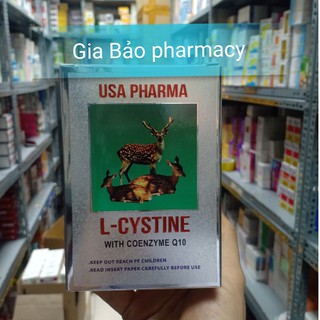 Gia Bảo pharmacy
USA PHARMA
L-CYSTINE
WITH COENZYME Q10
.KEEP OUT REACH PF CHILDREN
.READ INSERT PAPER CAREFULLY BEFORE USE